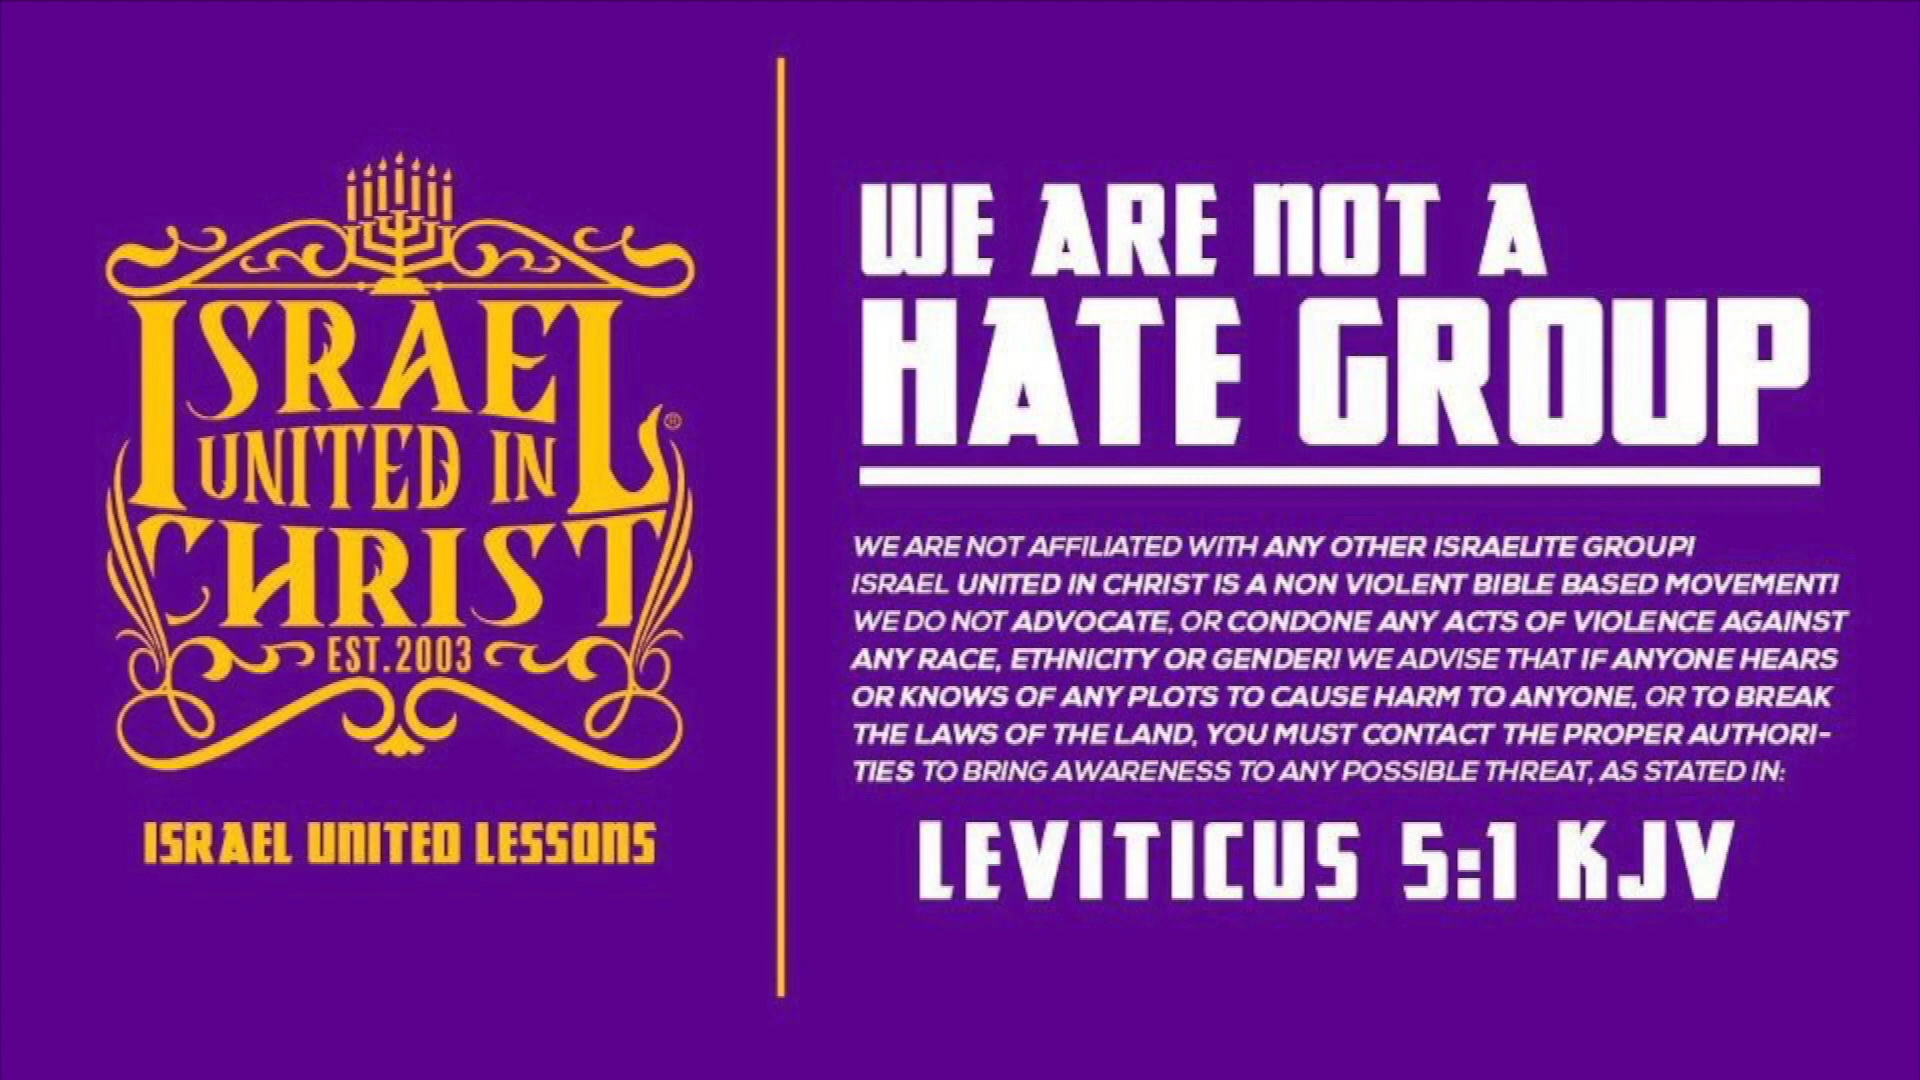 ISRAEL
UNITED IN
CHRIST®
EST.2003
ISRAEL UNITED LESSONS
WE ARE NOT A
HATE GROUP
WE ARE NOT AFFILIATED WITH ANY OTHER ISRAELITE GROUP!
ISRAEL UNITED IN CHRIST IS A NON VIOLENT BIBLE BASED MOVEMENT!
WE DO NOT ADVOCATE, OR CONDONE ANY ACTS OF VIOLENCE AGAINST
ANY RACE, ETHNICITY OR GENDER! WE ADVISE THAT IF ANYONE HEARS
OR KNOWS OF ANY PLOTS TO CAUSE HARM TO ANYONE, OR TO BREAK
THE LAWS OF THE LAND, YOU MUST CONTACT THE PROPER AUTHORI-
TIES TO BRING AWARENESS TO ANY POSSIBLE THREAT, AS STATED IN:
LEVITICUS 5:1 KJV